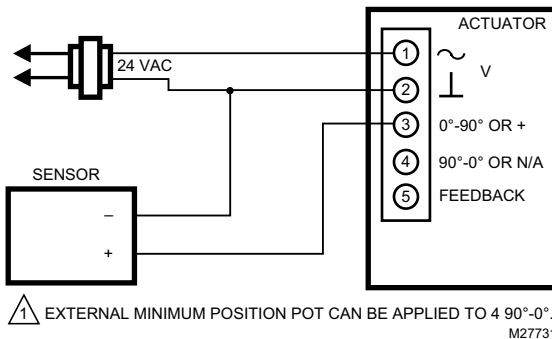 ACTUATOR
24 VAC
1
V
2
3 0°-90° OR +
4 90°-0° OR N/A
5 FEEDBACK
SENSOR
–
+
1 EXTERNAL MINIMUM POSITION POT CAN BE APPLIED TO 4 90°-0°.
M27731